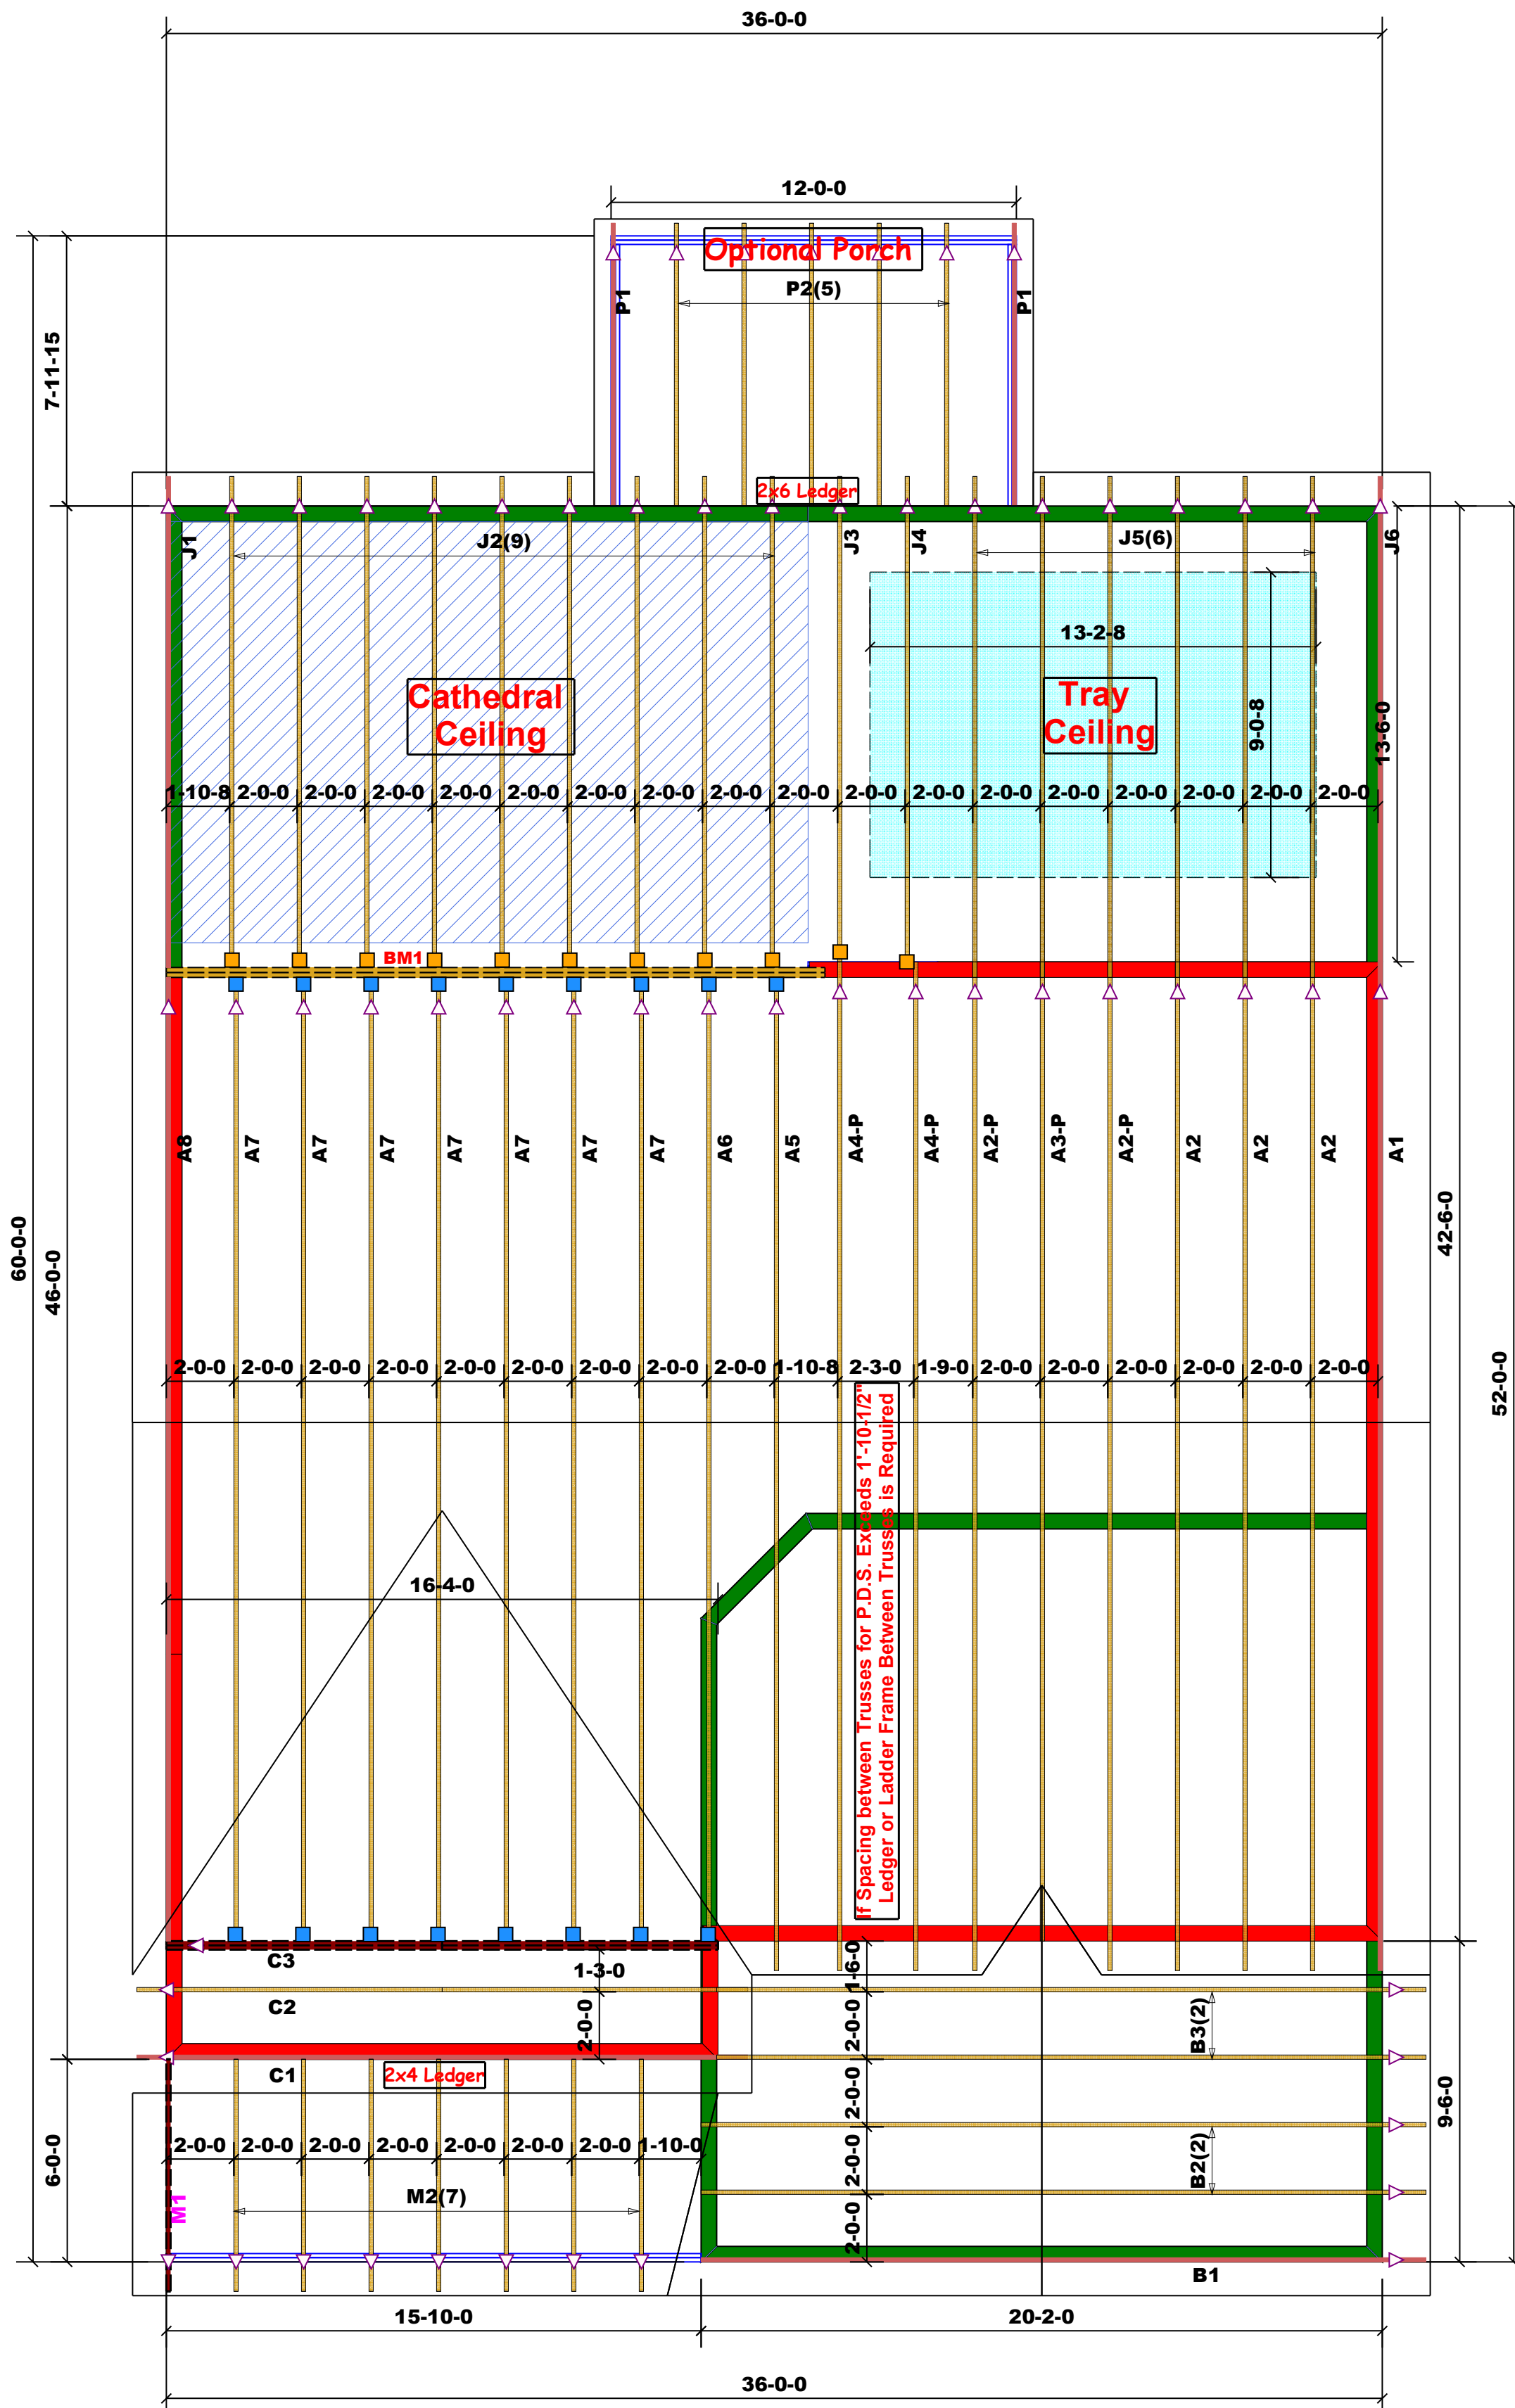 36-0-0
12-0-0
Optional Porch
P2(5)
P1
P1
7-11-15
2x6 Ledger
J1
J2(9)
J3
J4
J5(6)
J6
13-2-8
Cathedral
Ceiling
Tray
Ceiling
9-0-8
13-6-0
1-10-8 2-0-0 2-0-0 2-0-0 2-0-0 2-0-0 2-0-0 2-0-0 2-0-0 2-0-0 2-0-0 2-0-0 2-0-0 2-0-0 2-0-0 2-0-0 2-0-0 2-0-0
BM1
A8 A7 A7 A7 A7 A7 A7 A7 A6 A5 A4-P A4-P A2-P A3-P A2-P A2 A2 A2 A1
60-0-0
46-0-0
42-6-0
52-0-0
2-0-0 2-0-0 2-0-0 2-0-0 2-0-0 2-0-0 2-0-0 2-0-0 2-0-0 1-10-8 2-3-0 1-9-0 2-0-0 2-0-0 2-0-0 2-0-0 2-0-0 2-0-0
If Spacing between Trusses for P.D.S. Exceeds 1'-10-1/2"
Ledger or Ladder Frame Between Trusses is Required
16-4-0
C3
1-3-0
1-6-0
C2
2-0-0
2-0-0
B3(2)
C1
2x4 Ledger
2-0-0
9-6-0
6-0-0
2-0-0 2-0-0 2-0-0 2-0-0 2-0-0 2-0-0 2-0-0 1-10-0
2-0-0
B2(2)
M1
M2(7)
2-0-0
B1
15-10-0
20-2-0
36-0-0